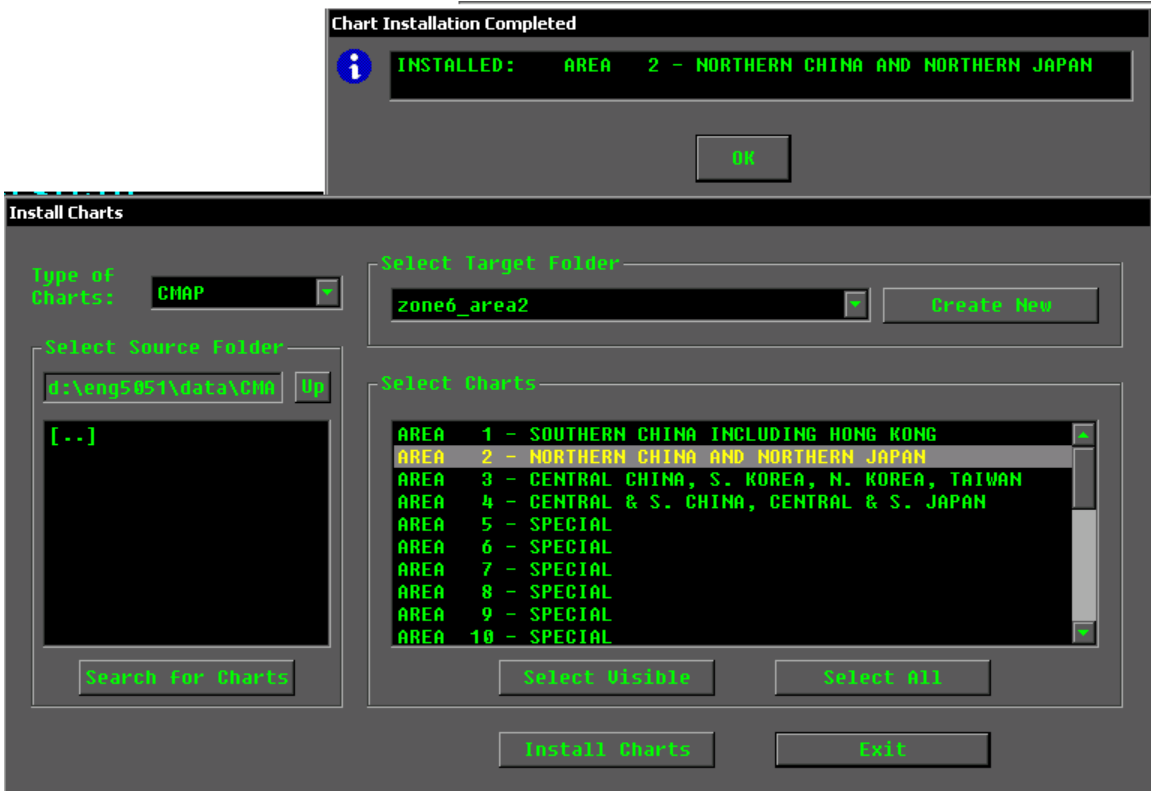 Chart Installation Completed
INSTALLED: AREA 2 - NORTHERN CHINA AND NORTHERN JAPAN
OK
Install Charts
Type of
Charts:
CMAP
Select Target Folder
zone6_area2
Create New
Select Source Folder
d:\eng5051\data\CMA
Up
[..]
Search for Charts
Select Charts
AREA 1 - SOUTHERN CHINA INCLUDING HONG KONG
AREA 2 - NORTHERN CHINA AND NORTHERN JAPAN
AREA 3 - CENTRAL CHINA, S. KOREA, N. KOREA, TAIWAN
AREA 4 - CENTRAL & S. CHINA, CENTRAL & S. JAPAN
AREA 5 - SPECIAL
AREA 6 - SPECIAL
AREA 7 - SPECIAL
AREA 8 - SPECIAL
AREA 9 - SPECIAL
AREA 10 - SPECIAL
Select Visible
Select All
Install Charts
Exit